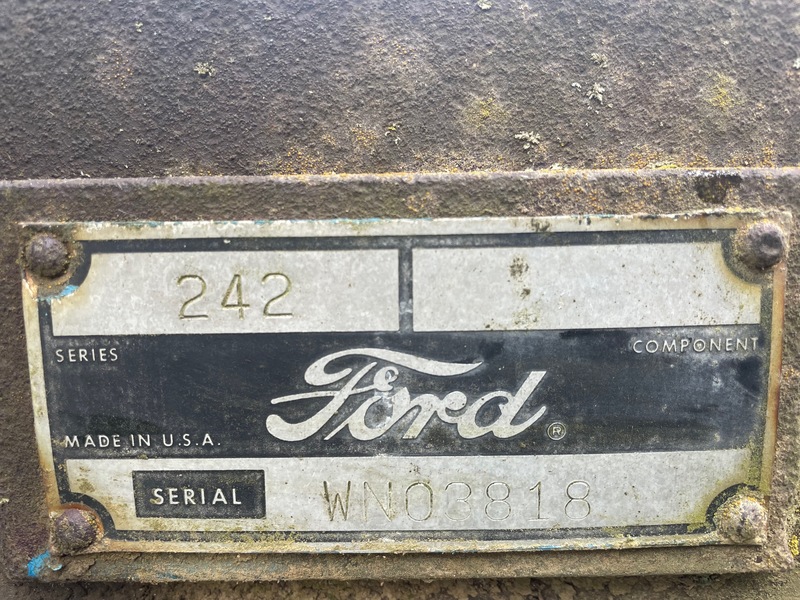 242
SERIES COMPONENT
Ford ®
MADE IN U.S.A.
SERIAL WN03818